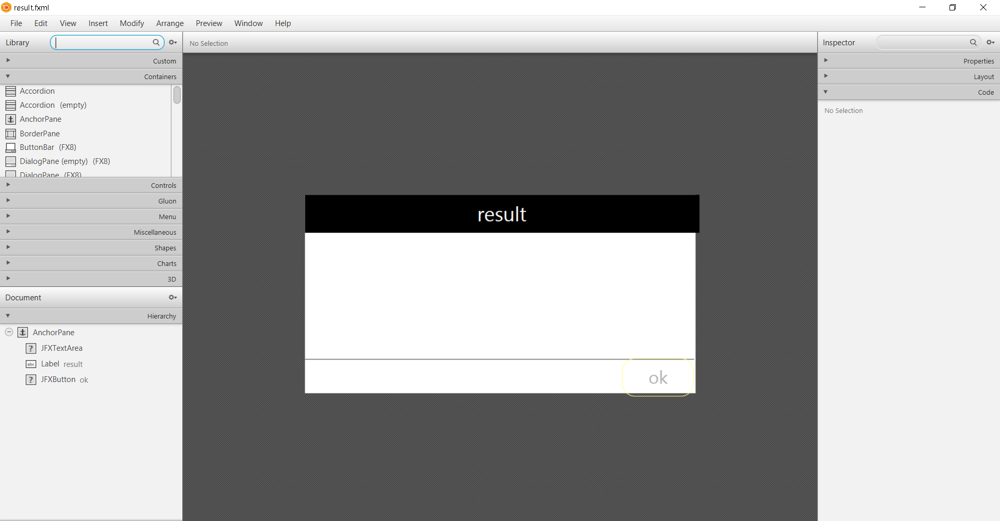 result.fxml
File Edit View Insert Modify Arrange Preview Window Help
Library
No Selection
Inspector
Custom
Containers
Accordion
Accordion (empty)
AnchorPane
BorderPane
ButtonBar (FX8)
DialogPane (empty) (FX8)
DialogPane (FX8)
Controls
Gluon
Menu
Miscellaneous
Shapes
Charts
3D
Document
Hierarchy
AnchorPane
JFXTextArea
Label result
abc
JFXButton ok
result
ok
Properties
Layout
Code
No Selection